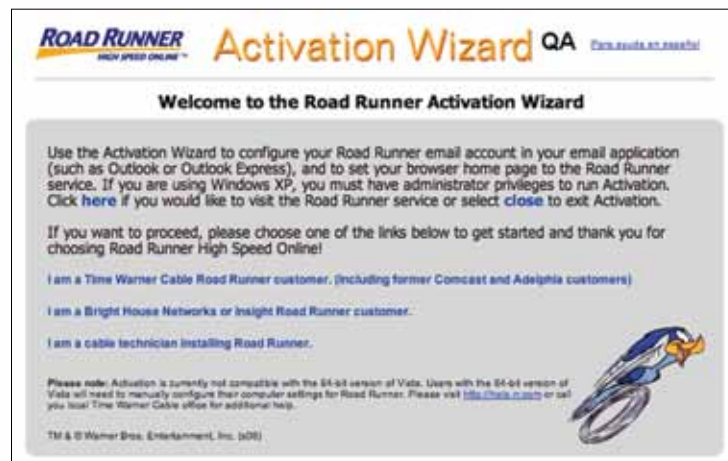 ROAD RUNNER
HIGH SPEED ONLINE™
Activation Wizard QA
Para ayuda en español
Welcome to the Road Runner Activation Wizard
Use the Activation Wizard to configure your Road Runner email account in your email application
(such as Outlook or Outlook Express), and to set your browser home page to the Road Runner
service. If you are using Windows XP, you must have administrator privileges to run Activation.
Click here if you would like to visit the Road Runner service or select close to exit Activation.
If you want to proceed, please choose one of the links below to get started and thank you for
choosing Road Runner High Speed Online!
I am a Time Warner Cable Road Runner customer. (Including former Comcast and Adelphia customers)
I am a Bright House Networks or Insight Road Runner customer.
I am a cable technician installing Road Runner.
Please note: Activation is currently not compatible with the 64-bit version of Vista. Users with the 64-bit version of
Vista will need to manually configure their computer settings for Road Runner. Please visit http://help.rr.com or call
you local Time Warner Cable office for additional help.
TM & © Warner Bros. Entertainment, Inc. (s06)